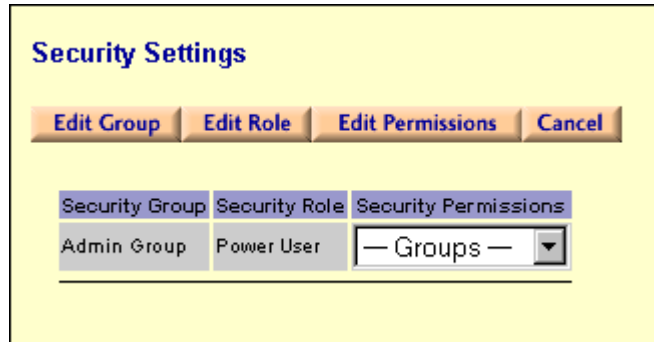 Security Settings
Edit Group Edit Role Edit Permissions Cancel
Security Group Security Role Security Permissions
Admin Group Power User — Groups —